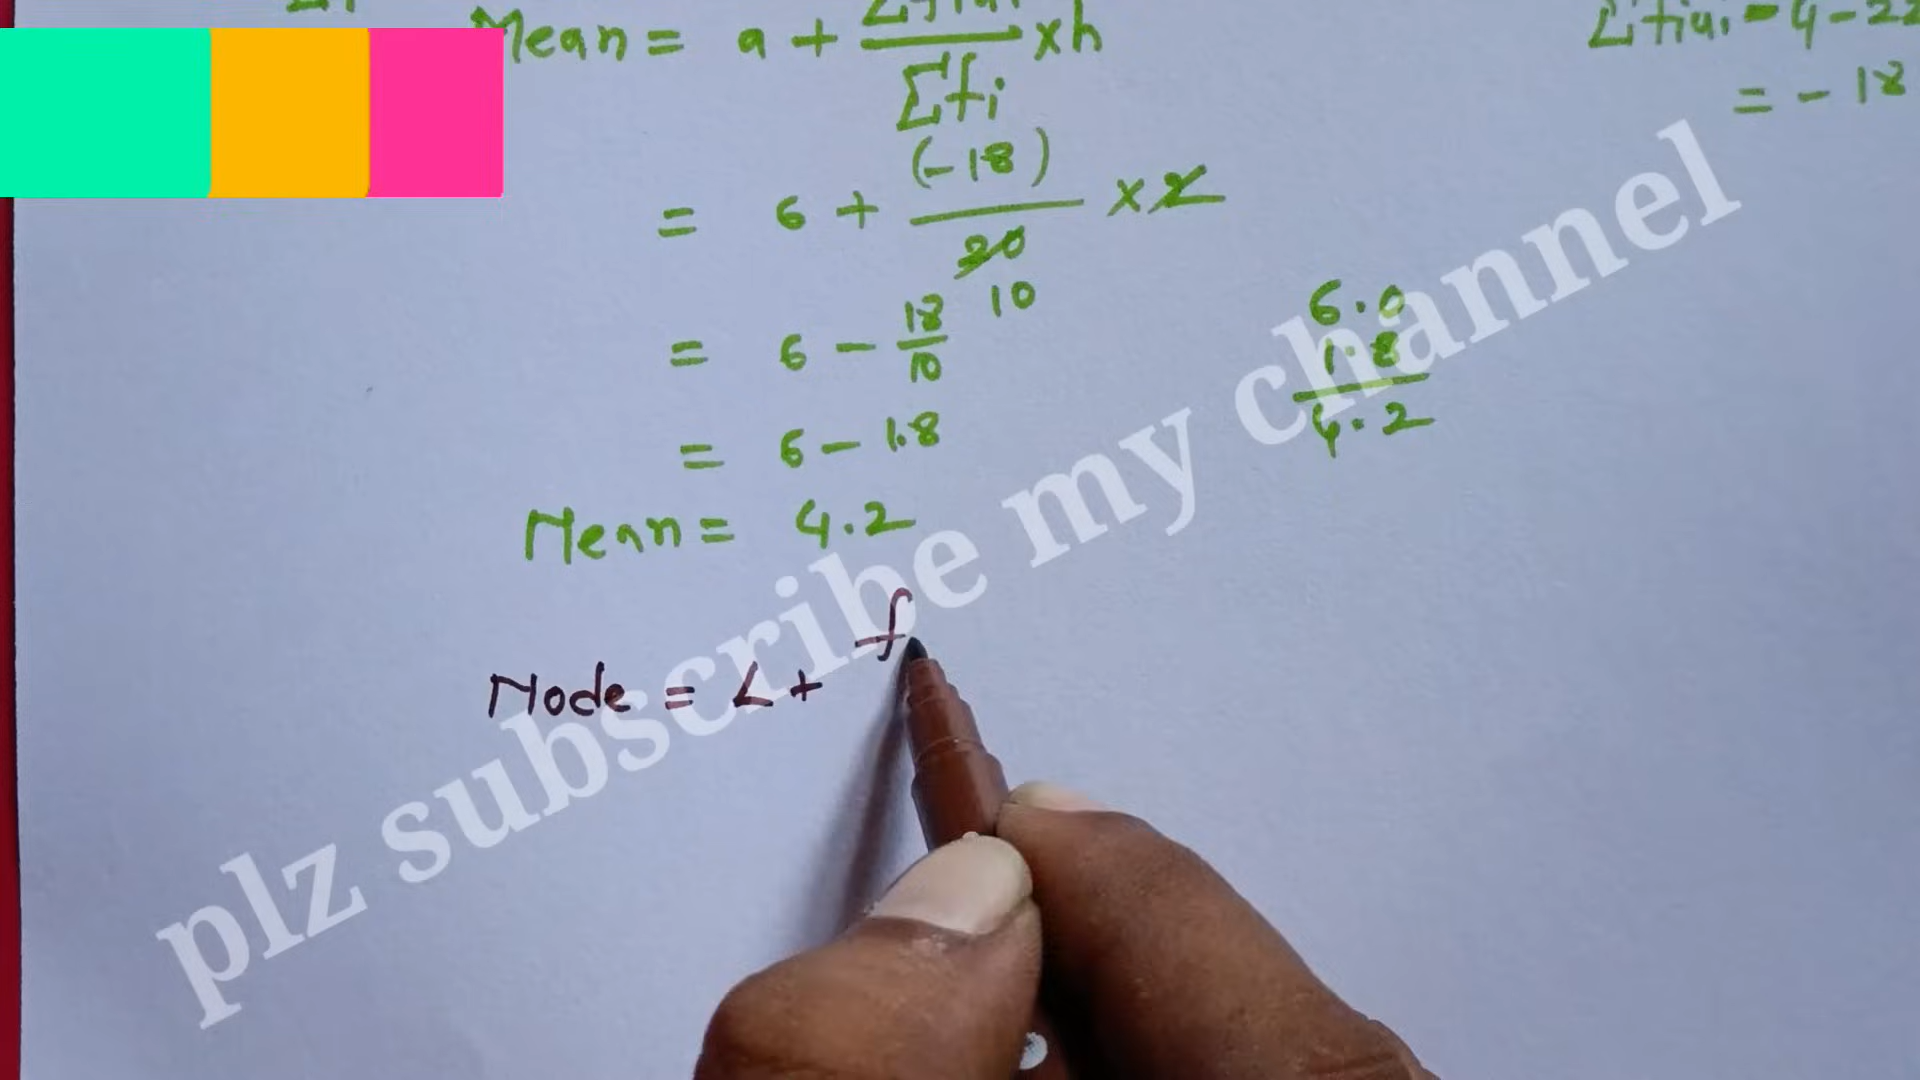 Mean = a + Σfiui
Σfi × h
Σfiui = 4 - 22
= - 18
= 6 + (-18)
20 × 2
10
= 6 - 18
10
6.0
1.8
4.2
= 6 - 1.8
Mean = 4.2
Mode = L + f
plz subscribe my channel